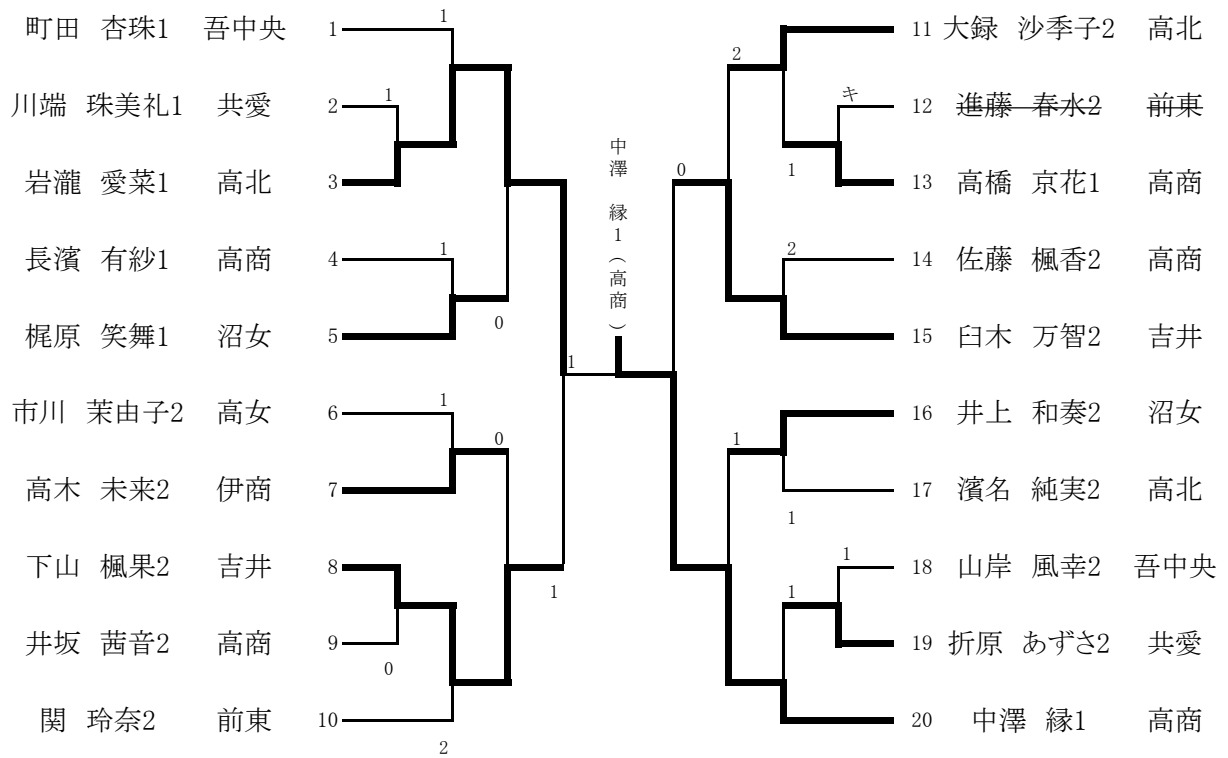 町田 杏珠1 吾中央 1 1
川端 珠美礼1 共愛 2 1
岩瀧 愛菜1 高北 3
長濱 有紗1 高商 4 1
梶原 笑舞1 沼女 5 0
1
市川 茉由子2 高女 6 1
高木 未来2 伊商 7 0
下山 楓果2 吉井 8 1
井坂 茜音2 高商 9 0
関 玲奈2 前東 10 2
中澤 縁1(高商)
11 大録 沙季子2 高北
2
キ 12 進藤 春水2 前東
0 1 13 高橋 京花1 高商
2 14 佐藤 楓香2 高商
15 臼木 万智2 吉井
16 井上 和奏2 沼女
1
17 濱名 純実2 高北
1
1 18 山岸 風幸2 吾中央
1 19 折原 あずさ2 共愛
20 中澤 縁1 高商